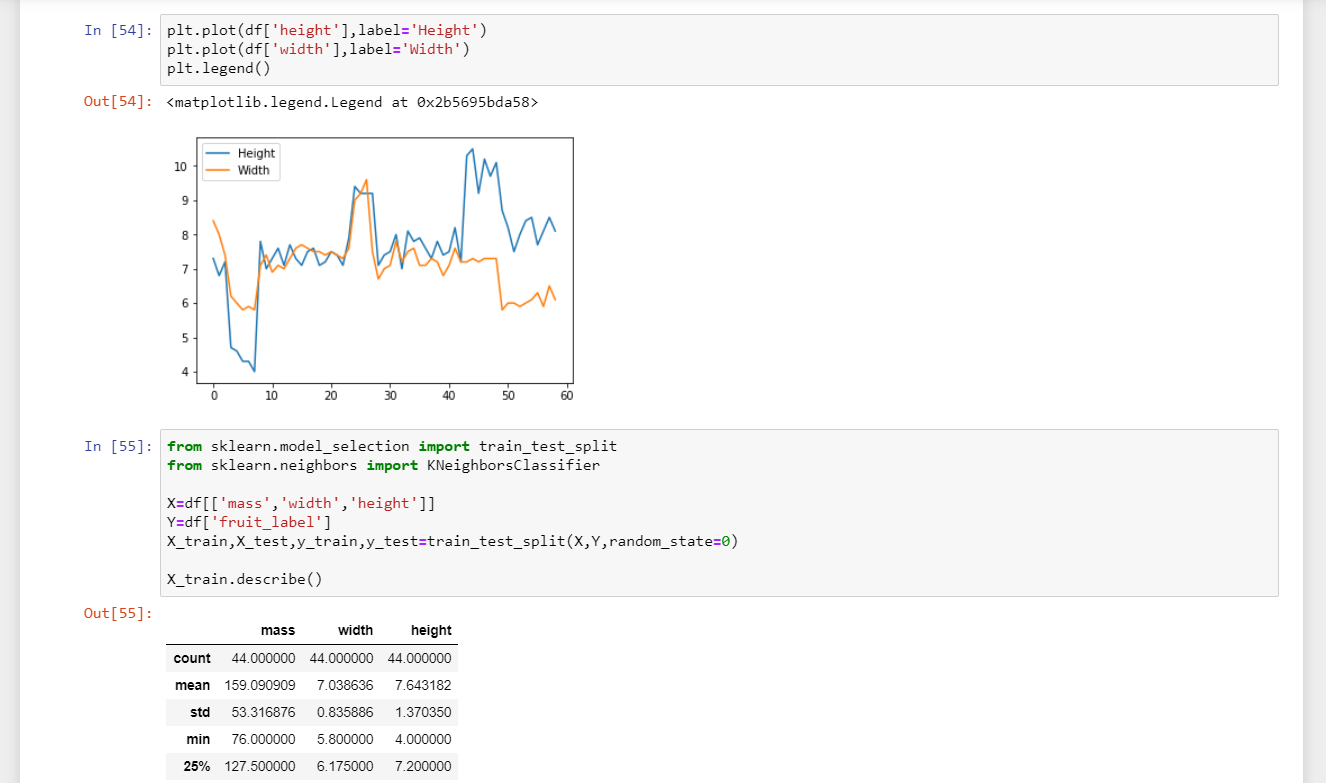 In [54]: plt.plot(df['height'],label='Height')
plt.plot(df['width'],label='Width')
plt.legend()
Out[54]: <matplotlib.legend.Legend at 0x2b5695bda58>
Height
Width
10
9
8
7
6
5
4
0 10 20 30 40 50 60
In [55]: from sklearn.model_selection import train_test_split
from sklearn.neighbors import KNeighborsClassifier
X=df[['mass','width','height']]
Y=df['fruit_label']
X_train,X_test,y_train,y_test=train_test_split(X,Y,random_state=0)
X_train.describe()
Out[55]:
mass width height
count 44.000000 44.000000 44.000000
mean 159.090909 7.038636 7.643182
std 53.316876 0.835886 1.370350
min 76.000000 5.800000 4.000000
25% 127.500000 6.175000 7.200000